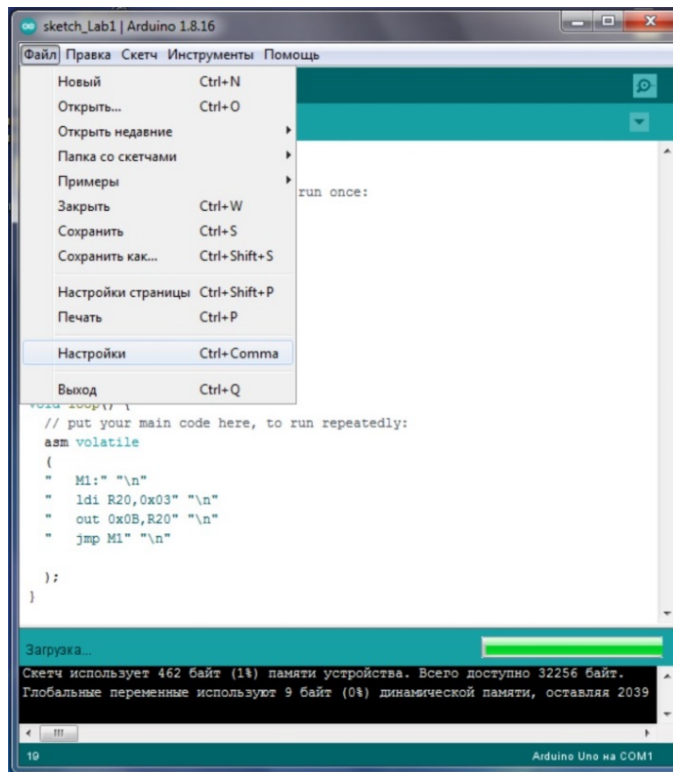 sketch_Lab1 | Arduino 1.8.16
Файл Правка Скетч Инструменты Помощь
Новый Ctrl+N
Открыть... Ctrl+O
Открыть недавние
Папка со скетчами
Примеры
Закрыть Ctrl+W
Сохранить Ctrl+S
Сохранить как... Ctrl+Shift+S
Настройки страницы Ctrl+Shift+P
Печать Ctrl+P
Настройки Ctrl+Comma
Выход Ctrl+Q
run once:
void loop() {
// put your main code here, to run repeatedly:
asm volatile
(
" M1:" "\n"
" ldi R20,0x03" "\n"
" out 0x0B,R20" "\n"
" jmp M1" "\n"
);
}
Загрузка...
Скетч использует 462 байт (1%) памяти устройства. Всего доступно 32256 байт.
Глобальные переменные используют 9 байт (0%) динамической памяти, оставляя 2039
19 Arduino Uno на COM1